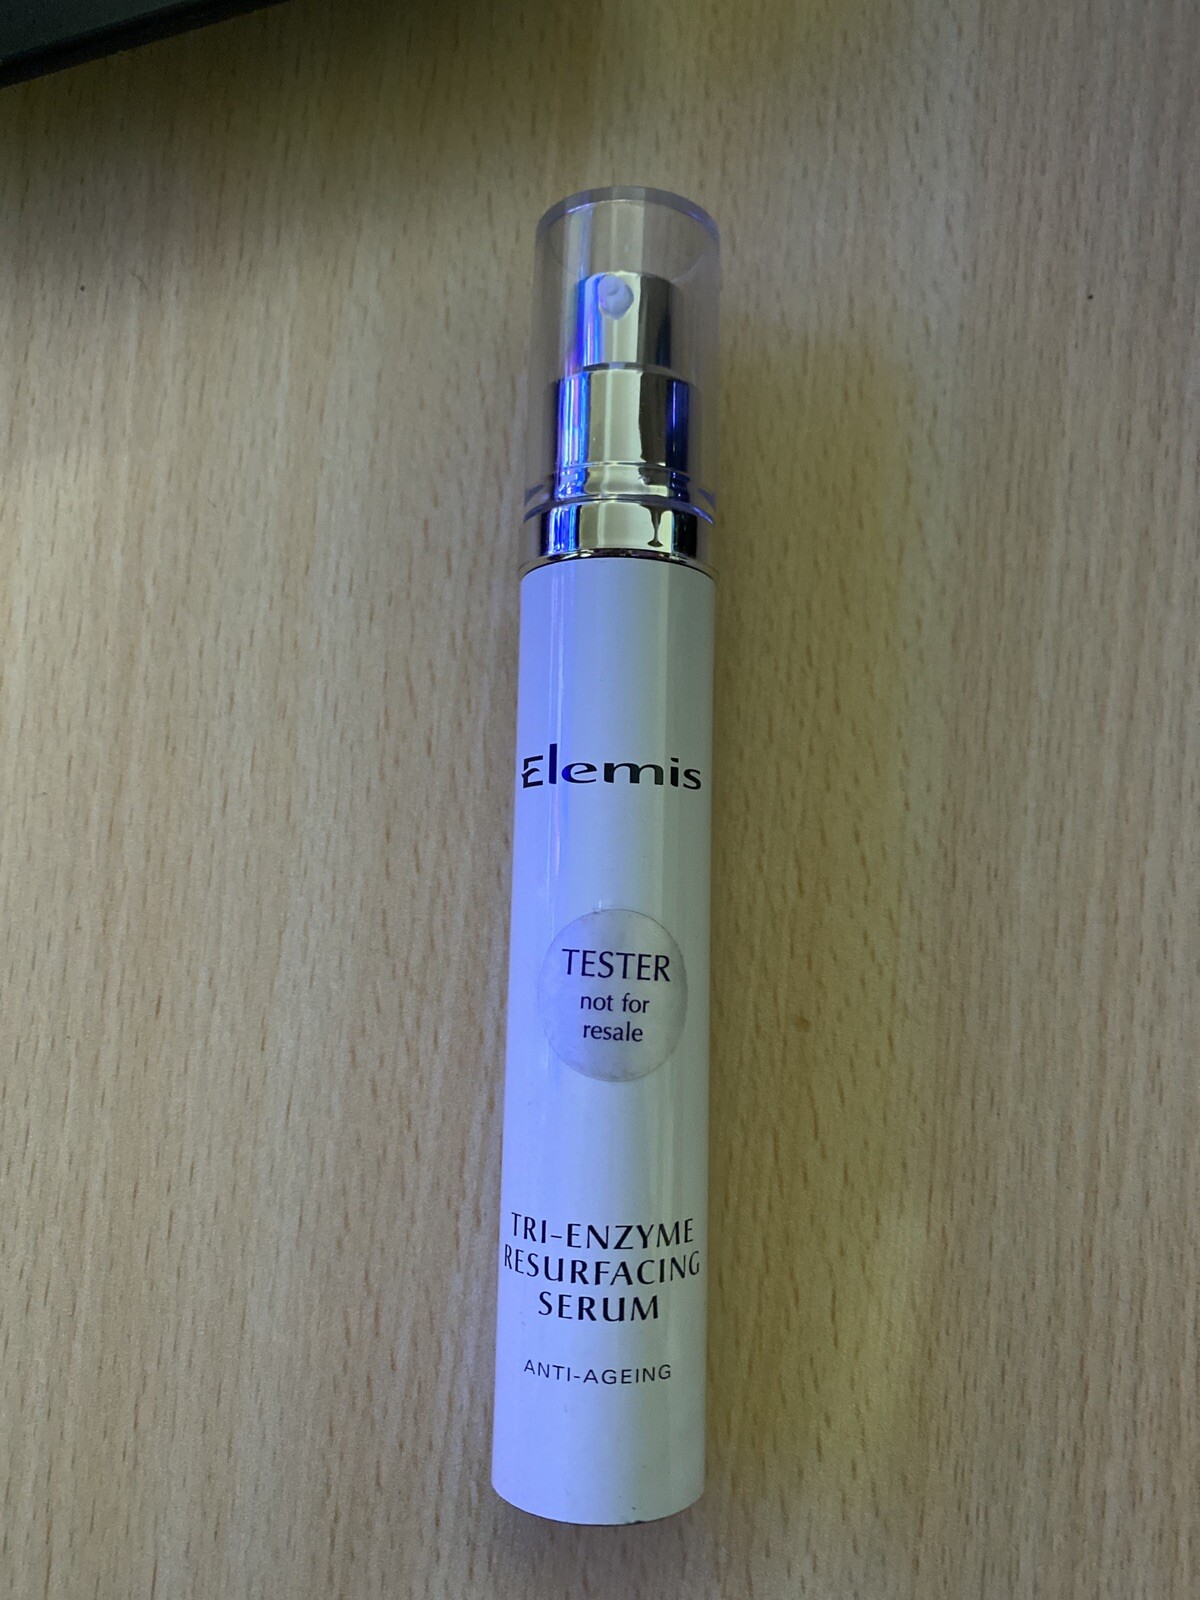 Elemis
TESTER
not for
resale
TRI-ENZYME
RESURFACING
SERUM
ANTI-AGEING